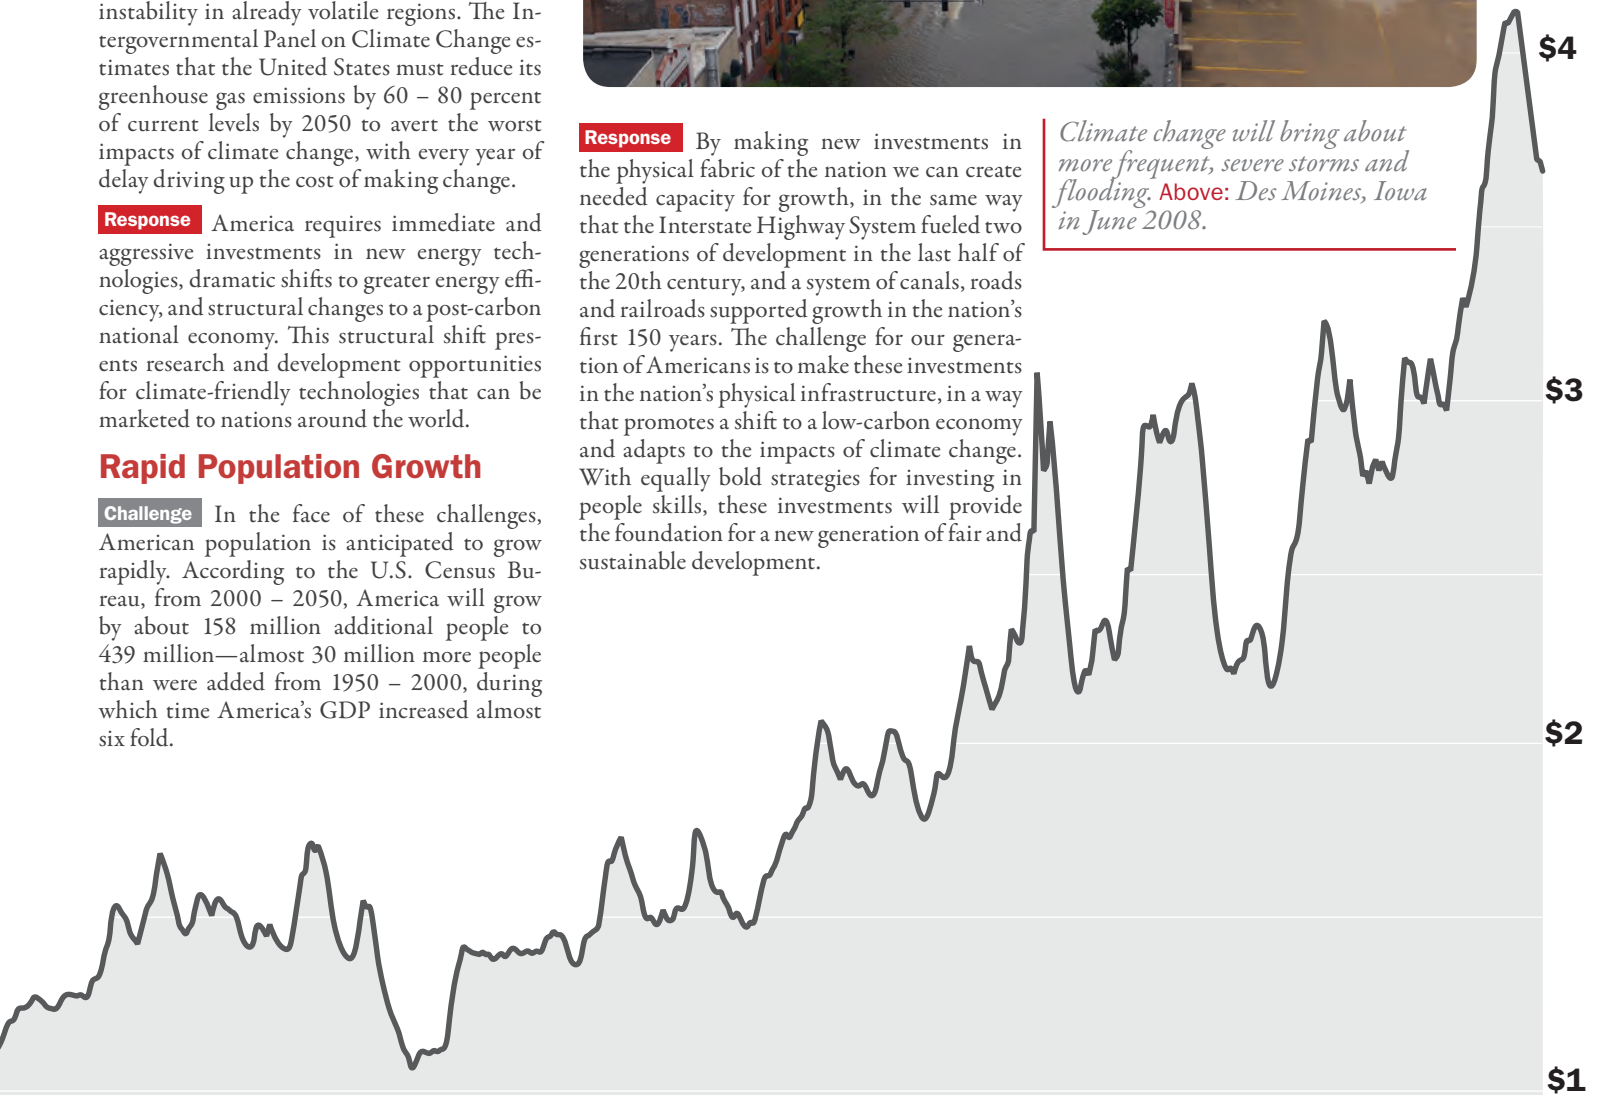 instability in already volatile regions. The In-
tergovernmental Panel on Climate Change es-
timates that the United States must reduce its
greenhouse gas emissions by 60 – 80 percent
of current levels by 2050 to avert the worst
impacts of climate change, with every year of
delay driving up the cost of making change.
Response America requires immediate and
aggressive investments in new energy tech-
nologies, dramatic shifts to greater energy effi-
ciency, and structural changes to a post-carbon
national economy. This structural shift pres-
ents research and development opportunities
for climate-friendly technologies that can be
marketed to nations around the world.
Rapid Population Growth
Challenge In the face of these challenges,
American population is anticipated to grow
rapidly. According to the U.S. Census Bu-
reau, from 2000 – 2050, America will grow
by about 158 million additional people to
439 million—almost 30 million more people
than were added from 1950 – 2000, during
which time America's GDP increased almost
six fold.
Response By making new investments in
the physical fabric of the nation we can create
needed capacity for growth, in the same way
that the Interstate Highway System fueled two
generations of development in the last half of
the 20th century, and a system of canals, roads
and railroads supported growth in the nation's
first 150 years. The challenge for our genera-
tion of Americans is to make these investments
in the nation's physical infrastructure, in a way
that promotes a shift to a low-carbon economy
and adapts to the impacts of climate change.
With equally bold strategies for investing in
people skills, these investments will provide
the foundation for a new generation of fair and
sustainable development.
Climate change will bring about
more frequent, severe storms and
flooding. Above: Des Moines, Iowa
in June 2008.
$4
$3
$2
$1